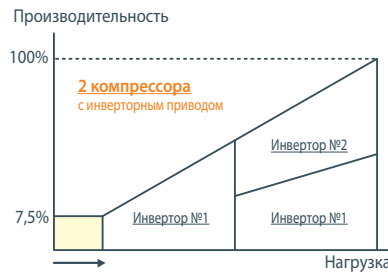 Производительность
100%
2 компрессора
с инверторным приводом
Инвертор №2
7,5%
Инвертор №1
Инвертор №1
Нагрузка